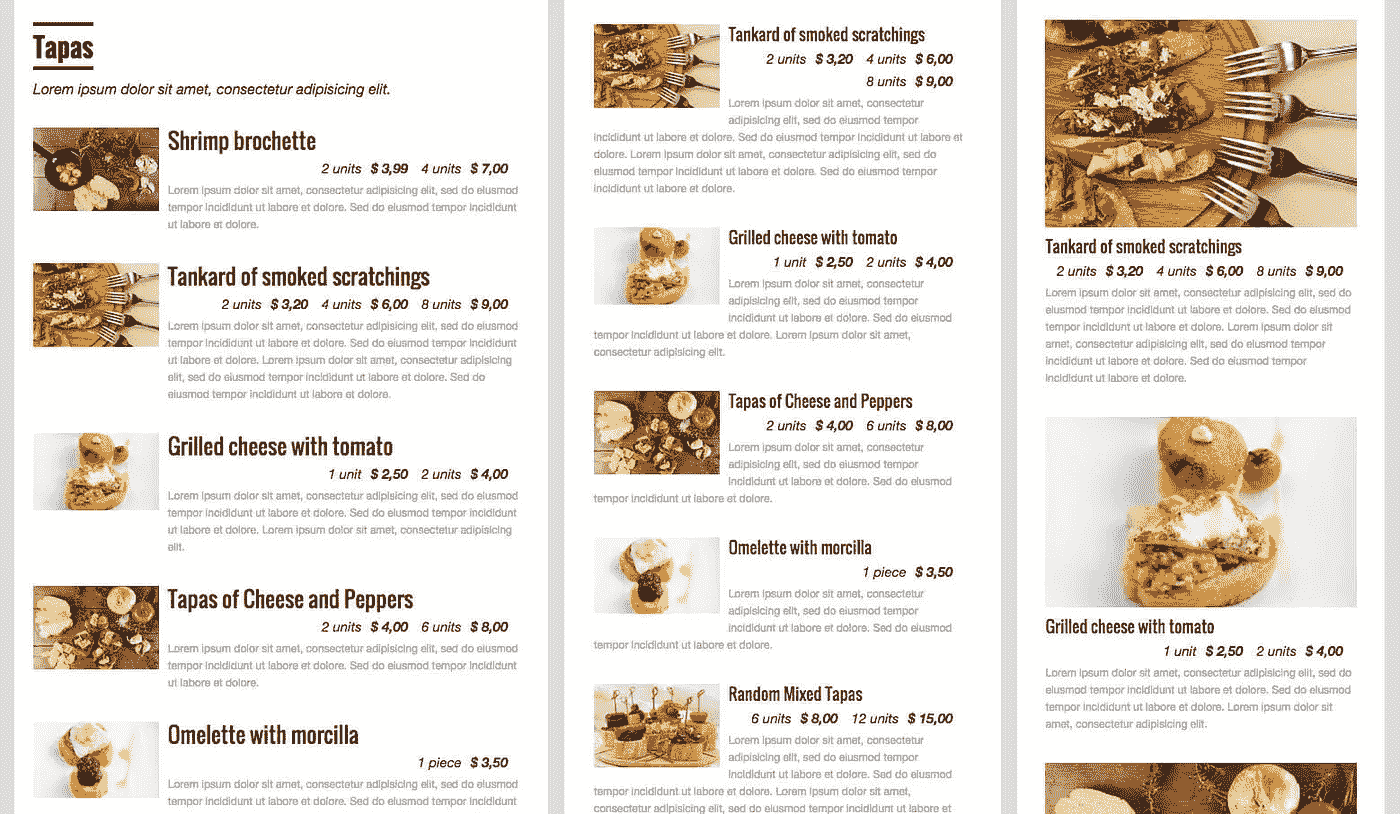 Tapas
Lorem ipsum dolor sit amet, consectetur adipisicing elit.
Shrimp brochette
2 units $ 3,99 4 units $ 7,00
Lorem ipsum dolor sit amet, consectetur adipisicing elit, sed do eiusmod
tempor incididunt ut labore et dolore. Sed do eiusmod tempor incididunt
ut labore et dolore.
Tankard of smoked scratchings
2 units $ 3,20 4 units $ 6,00 8 units $ 9,00
Lorem ipsum dolor sit amet, consectetur adipisicing elit, sed do eiusmod
tempor incididunt ut labore et dolore. Sed do eiusmod tempor incididunt
ut labore et dolore. Lorem ipsum dolor sit amet, consectetur adipisicing
elit, sed do eiusmod tempor incididunt ut labore et dolore. Sed do
eiusmod tempor incididunt ut labore et dolore.
Grilled cheese with tomato
1 unit $ 2,50 2 units $ 4,00
Lorem ipsum dolor sit amet, consectetur adipisicing elit, sed do eiusmod
tempor incididunt ut labore et dolore. Sed do eiusmod tempor incididunt
ut labore et dolore. Lorem ipsum dolor sit amet, consectetur adipisicing
elit.
Tapas of Cheese and Peppers
2 units $ 4,00 6 units $ 8,00
Lorem ipsum dolor sit amet, consectetur adipisicing elit, sed do eiusmod
tempor incididunt ut labore et dolore. Sed do eiusmod tempor incididunt
ut labore et dolore.
Omelette with morcilla
1 piece $ 3,50
Lorem ipsum dolor sit amet, consectetur adipisicing elit, sed do eiusmod
tempor incididunt ut labore et dolore. Sed do eiusmod tempor incididunt
Tankard of smoked scratchings
2 units $ 3,20 4 units $ 6,00
8 units $ 9,00
Lorem ipsum dolor sit amet, consectetur
adipisicing elit, sed do eiusmod tempor
incididunt ut labore et dolore. Sed do eiusmod tempor incididunt ut labore et
dolore. Lorem ipsum dolor sit amet, consectetur adipisicing elit, sed do
eiusmod tempor incididunt ut labore et dolore. Sed do eiusmod tempor
incididunt ut labore et dolore.
Grilled cheese with tomato
1 unit $ 2,50 2 units $ 4,00
Lorem ipsum dolor sit amet, consectetur
adipisicing elit, sed do eiusmod tempor
incididunt ut labore et dolore. Sed do eiusmod
tempor incididunt ut labore et dolore. Lorem ipsum dolor sit amet,
consectetur adipisicing elit.
Tapas of Cheese and Peppers
2 units $ 4,00 6 units $ 8,00
Lorem ipsum dolor sit amet, consectetur
adipisicing elit, sed do eiusmod tempor
incididunt ut labore et dolore. Sed do eiusmod
tempor incididunt ut labore et dolore.
Omelette with morcilla
1 piece $ 3,50
Lorem ipsum dolor sit amet, consectetur
adipisicing elit, sed do eiusmod tempor
incididunt ut labore et dolore. Sed do eiusmod
tempor incididunt ut labore et dolore.
Random Mixed Tapas
6 units $ 8,00 12 units $ 15,00
Lorem ipsum dolor sit amet, consectetur
adipisicing elit, sed do eiusmod tempor
incididunt ut labore et dolore. Sed do eiusmod
tempor incididunt ut labore et dolore. Lorem ipsum dolor sit amet,
consectetur adipisicing elit, sed do eiusmod tempor incididunt ut labore et
Tankard of smoked scratchings
2 units $ 3,20 4 units $ 6,00 8 units $ 9,00
Lorem ipsum dolor sit amet, consectetur adipisicing elit, sed do
eiusmod tempor incididunt ut labore et dolore. Sed do eiusmod
tempor incididunt ut labore et dolore. Lorem ipsum dolor sit
amet, consectetur adipisicing elit, sed do eiusmod tempor
incididunt ut labore et dolore. Sed do eiusmod tempor
incididunt ut labore et dolore.
Grilled cheese with tomato
1 unit $ 2,50 2 units $ 4,00
Lorem ipsum dolor sit amet, consectetur adipisicing elit, sed do
eiusmod tempor incididunt ut labore et dolore. Sed do eiusmod
tempor incididunt ut labore et dolore. Lorem ipsum dolor sit
amet, consectetur adipisicing elit.